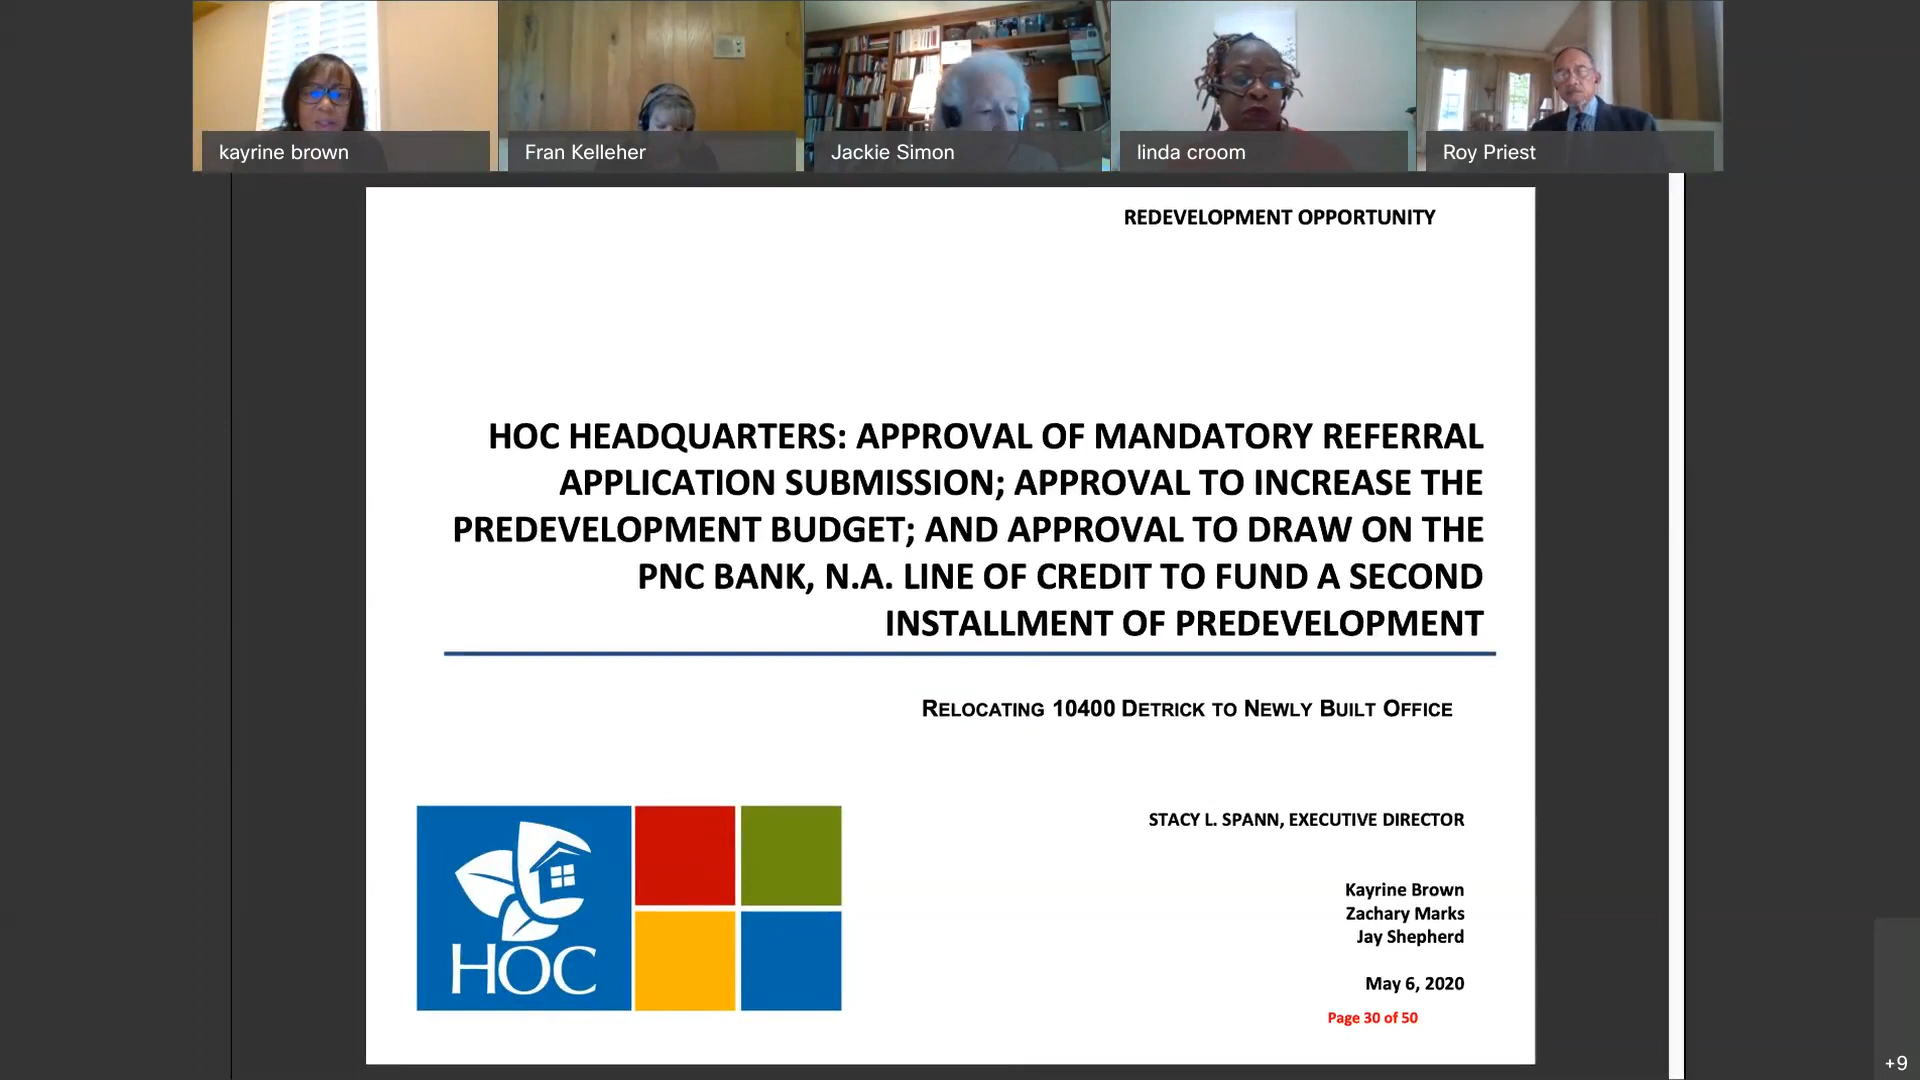 kayrine brown
Fran Kelleher
Jackie Simon
linda croom
Roy Priest
REDEVELOPMENT OPPORTUNITY
HOC HEADQUARTERS: APPROVAL OF MANDATORY REFERRAL
APPLICATION SUBMISSION; APPROVAL TO INCREASE THE
PREDEVELOPMENT BUDGET; AND APPROVAL TO DRAW ON THE
PNC BANK, N.A. LINE OF CREDIT TO FUND A SECOND
INSTALLMENT OF PREDEVELOPMENT
RELOCATING 10400 DETRICK TO NEWLY BUILT OFFICE
STACY L. SPANN, EXECUTIVE DIRECTOR
Kayrine Brown
Zachary Marks
Jay Shepherd
May 6, 2020
Page 30 of 50
HOC
+9